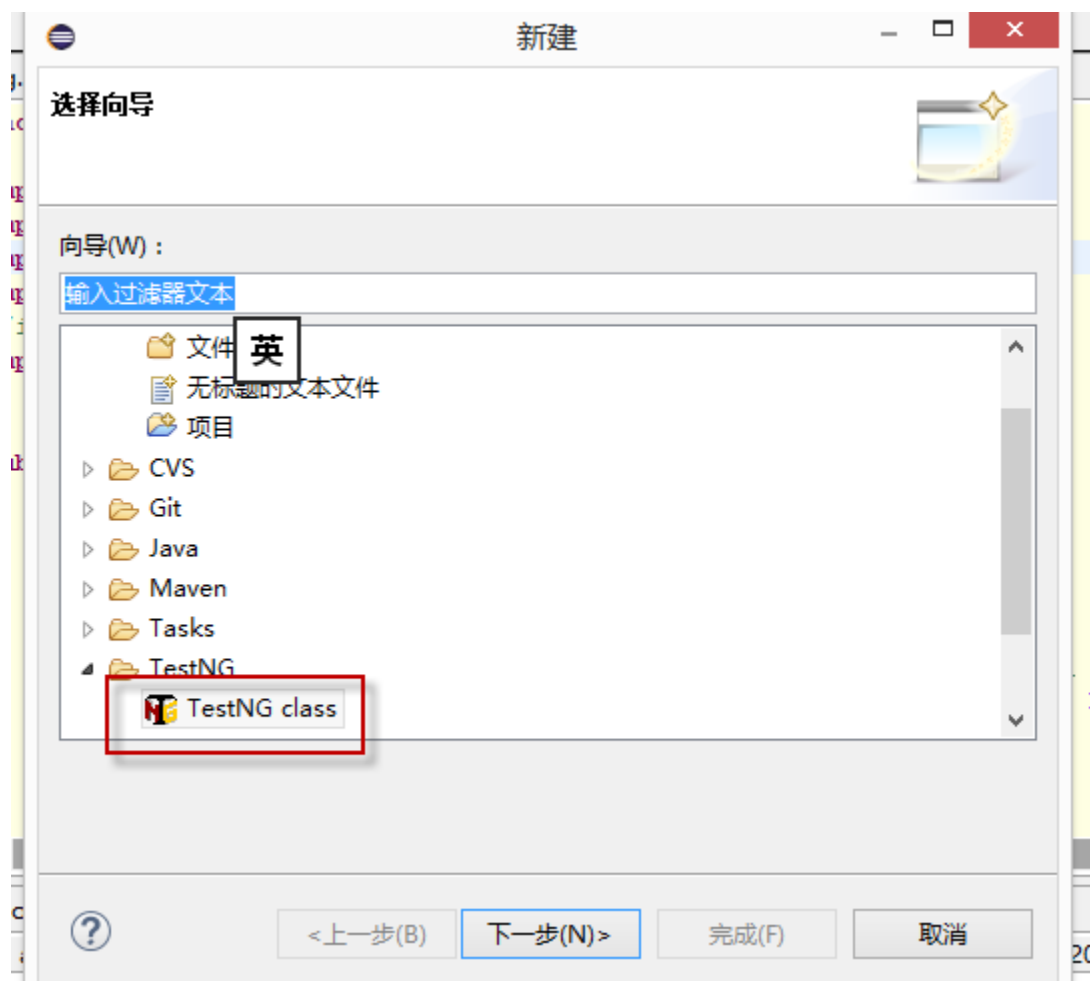 新建
选择向导
向导(W)：
输入过滤器文本
文件
英
无标题的文本文件
项目
CVS
Git
Java
Maven
Tasks
TestNG
TestNG class
<上一步(B)
下一步(N)>
完成(F)
取消